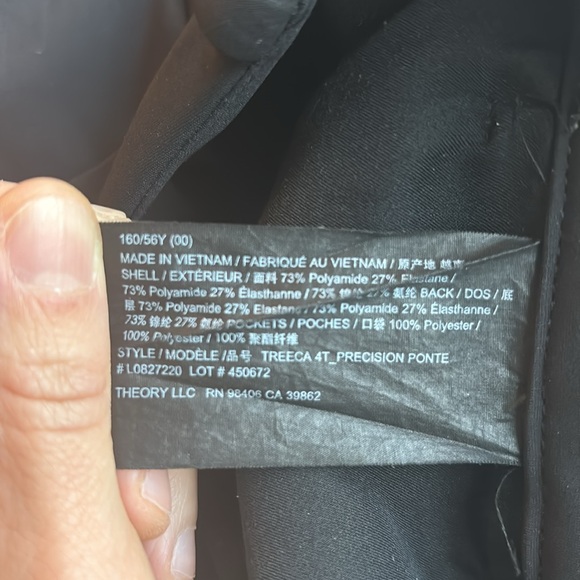 160/56Y (00)
MADE IN VIETNAM / FABRIQUÉ AU VIETNAM / 原产地 越南
SHELL / EXTÉRIEUR / 面料 73% Polyamide 27% Elastane /
73% Polyamide 27% Élasthanne / 73% 锦纶 27% 氨纶 BACK / DOS / 底
层 73% Polyamide 27% Elastane / 73% Polyamide 27% Élasthanne /
73% 锦纶 27% 氨纶 POCKETS / POCHES / 口袋 100% Polyester /
100% Polyester / 100% 聚酯纤维
STYLE / MODÈLE /品号 TREECA 4T_PRECISION PONTE
# L0827220 LOT # 450672
THEORY LLC RN 98406 CA 39862